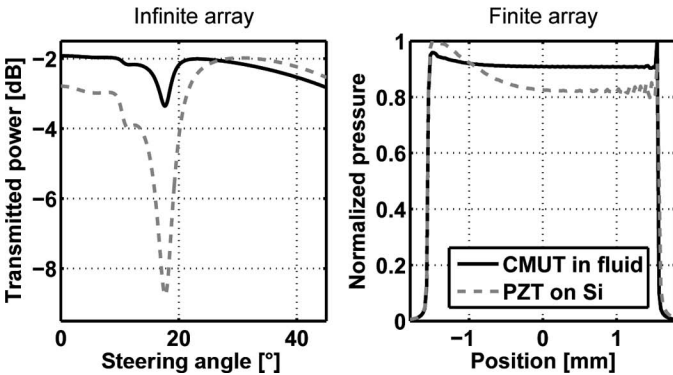 Infinite array
Finite array
Transmitted power [dB]
−2
−4
−6
−8
0
20
40
Steering angle [°]
Normalized pressure
1
0.8
0.6
0.4
0.2
0
−1
0
1
Position [mm]
CMUT in fluid
PZT on Si